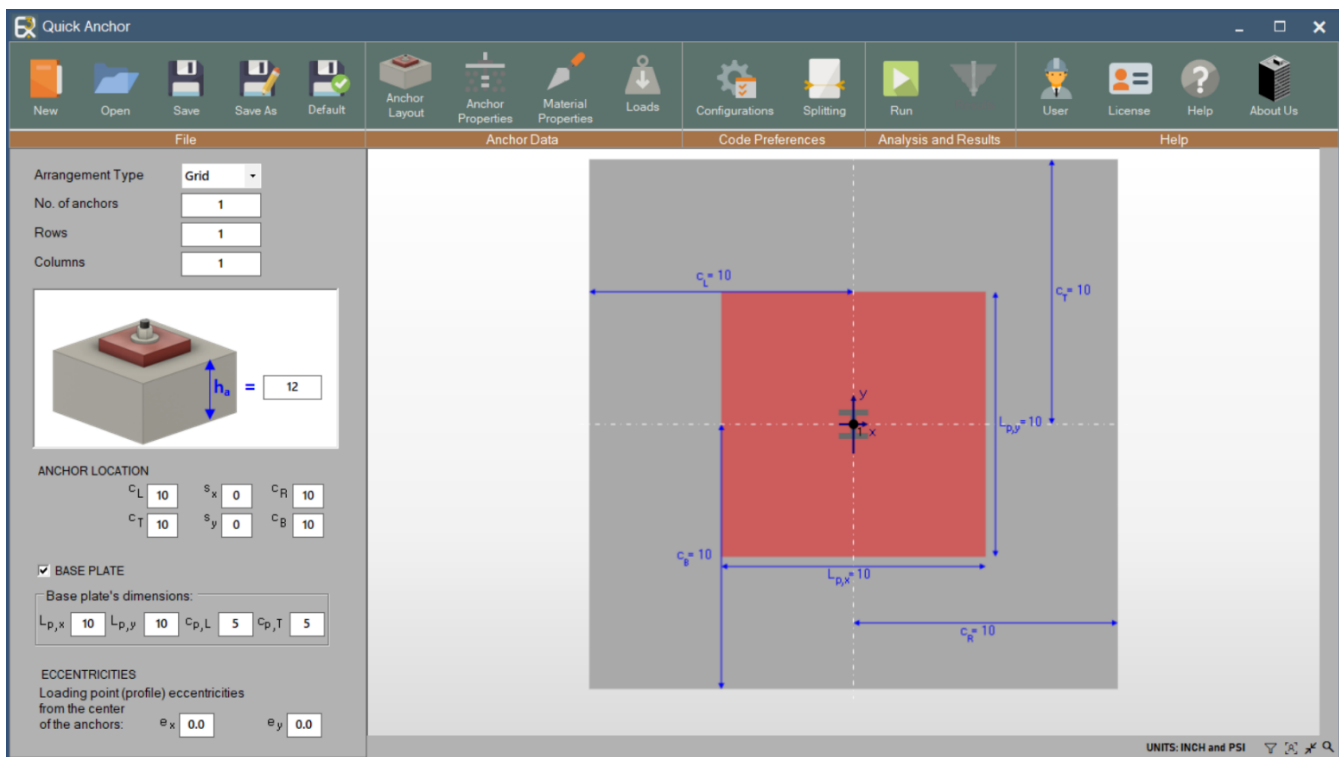 Quick Anchor
New Open Save Save As Default Anchor Layout Anchor Properties Material Properties Loads Configurations Splitting Run User License Help About Us
File Anchor Data Code Preferences Analysis and Results Help
Arrangement Type Grid
No. of anchors 1
Rows 1
Columns 1
ha = 12
ANCHOR LOCATION
cL 10 sx 0 cR 10
cT 10 sy 0 cB 10
BASE PLATE
Base plate's dimensions:
Lp,x 10 Lp,y 10 cp,L 5 cp,T 5
ECCENTRICITIES
Loading point (profile) eccentricities
from the center
of the anchors: ex 0.0 ey 0.0
cL= 10
cT= 10
y
1 x
Lp,y= 10
cB= 10
Lp,x= 10
cR= 10
UNITS: INCH and PSI